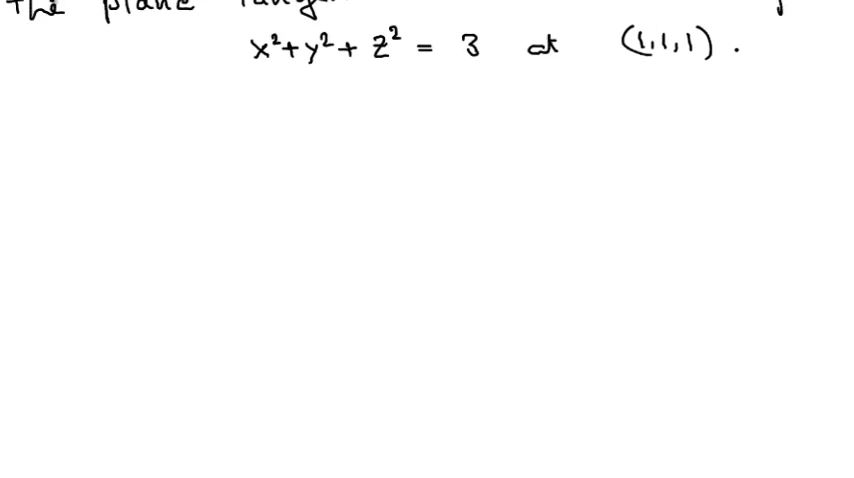 the plane
x²+y²+ z² = 3 at (1,1,1).